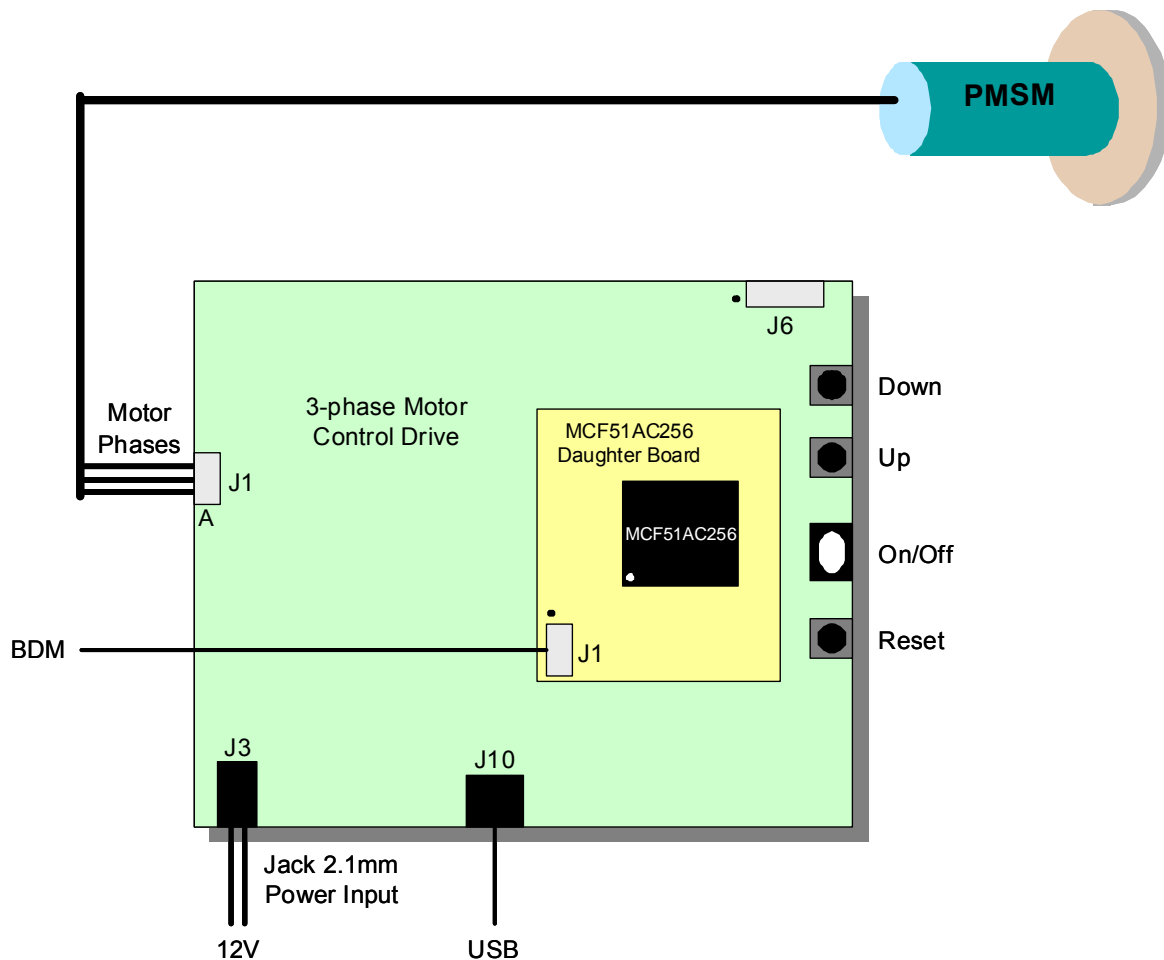 PMSM
J6
Down
3-phase Motor
Control Drive
Motor
Phases
MCF51AC256
Daughter Board
Up
J1
A
MCF51AC256
On/Off
Reset
BDM
J1
J3
J10
Jack 2.1mm
Power Input
12V
USB